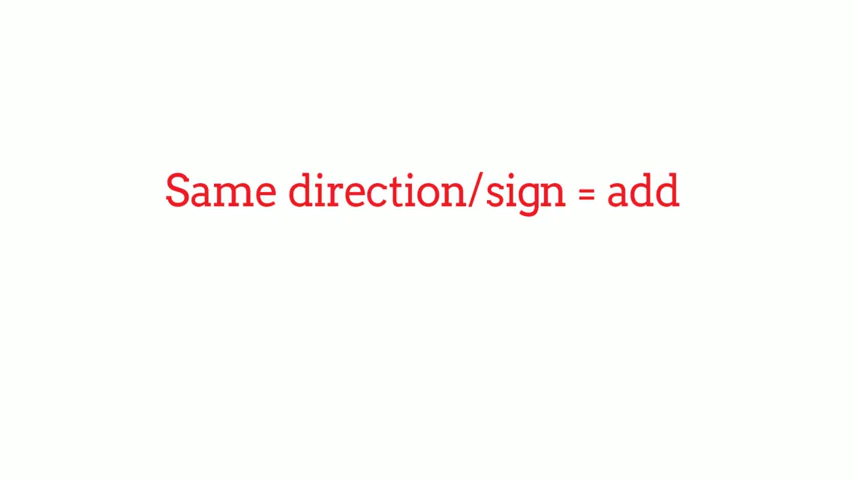 Same direction/sign = add